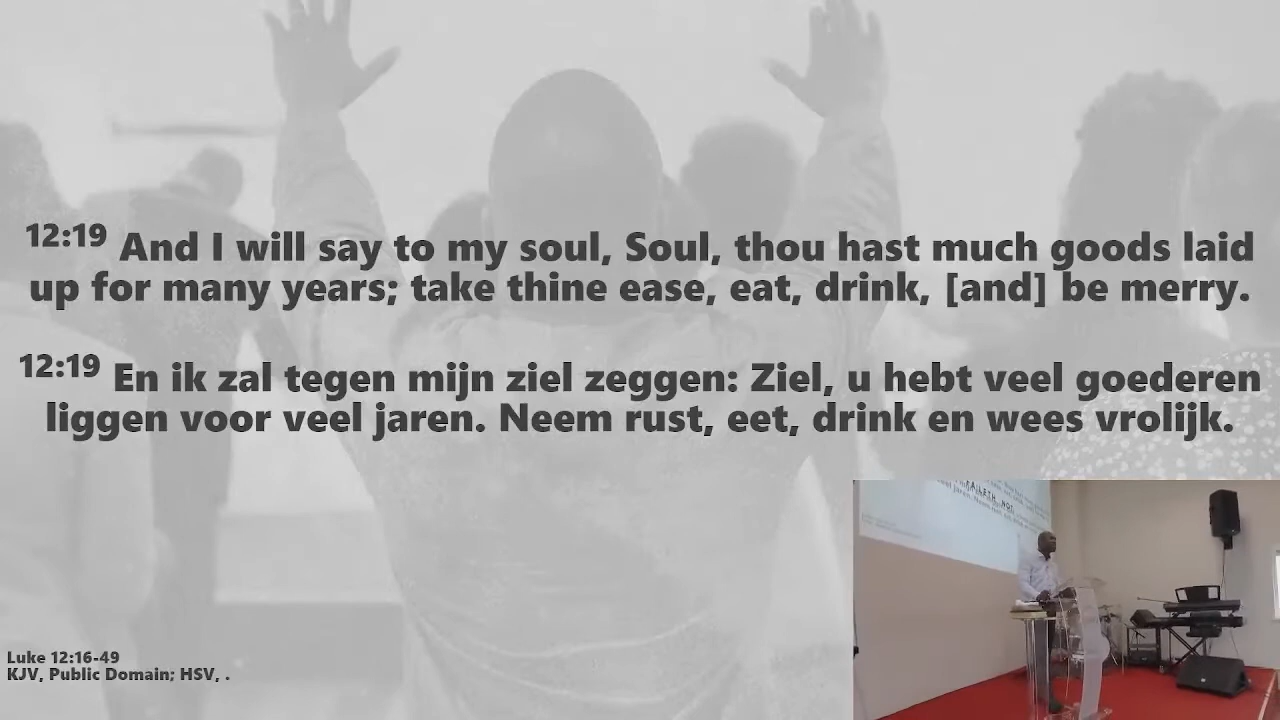 12:19 And I will say to my soul, Soul, thou hast much goods laid
up for many years; take thine ease, eat, drink, [and] be merry.
12:19 En ik zal tegen mijn ziel zeggen: Ziel, u hebt veel goederen
liggen voor veel jaren. Neem rust, eet, drink en wees vrolijk.
Luke 12:16-49
KJV, Public Domain; HSV, .